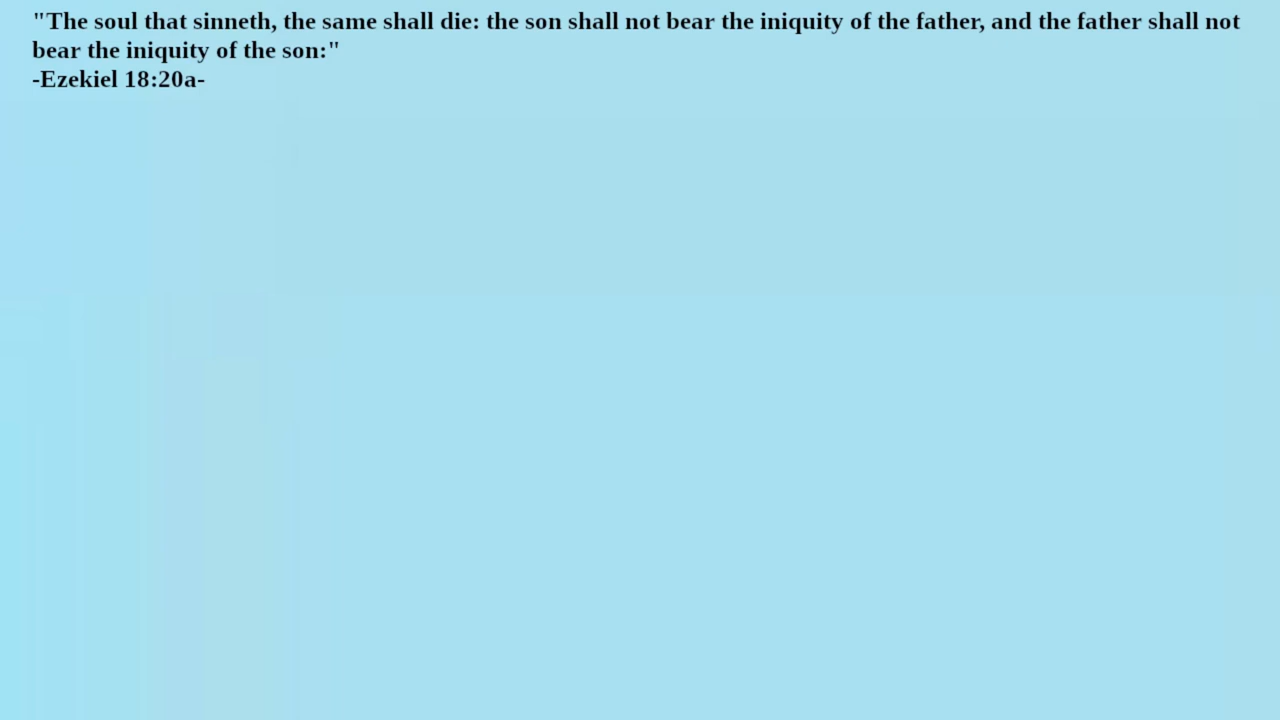 "The soul that sinneth, the same shall die: the son shall not bear the iniquity of the father, and the father shall not
bear the iniquity of the son:"
-Ezekiel 18:20a-